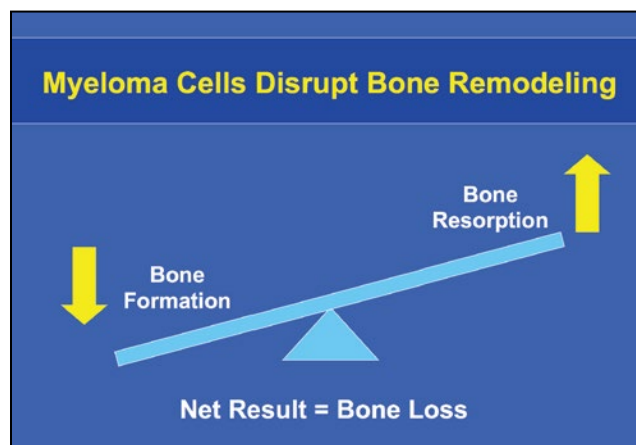 Myeloma Cells Disrupt Bone Remodeling
Bone
Resorption
Bone
Formation
Net Result = Bone Loss